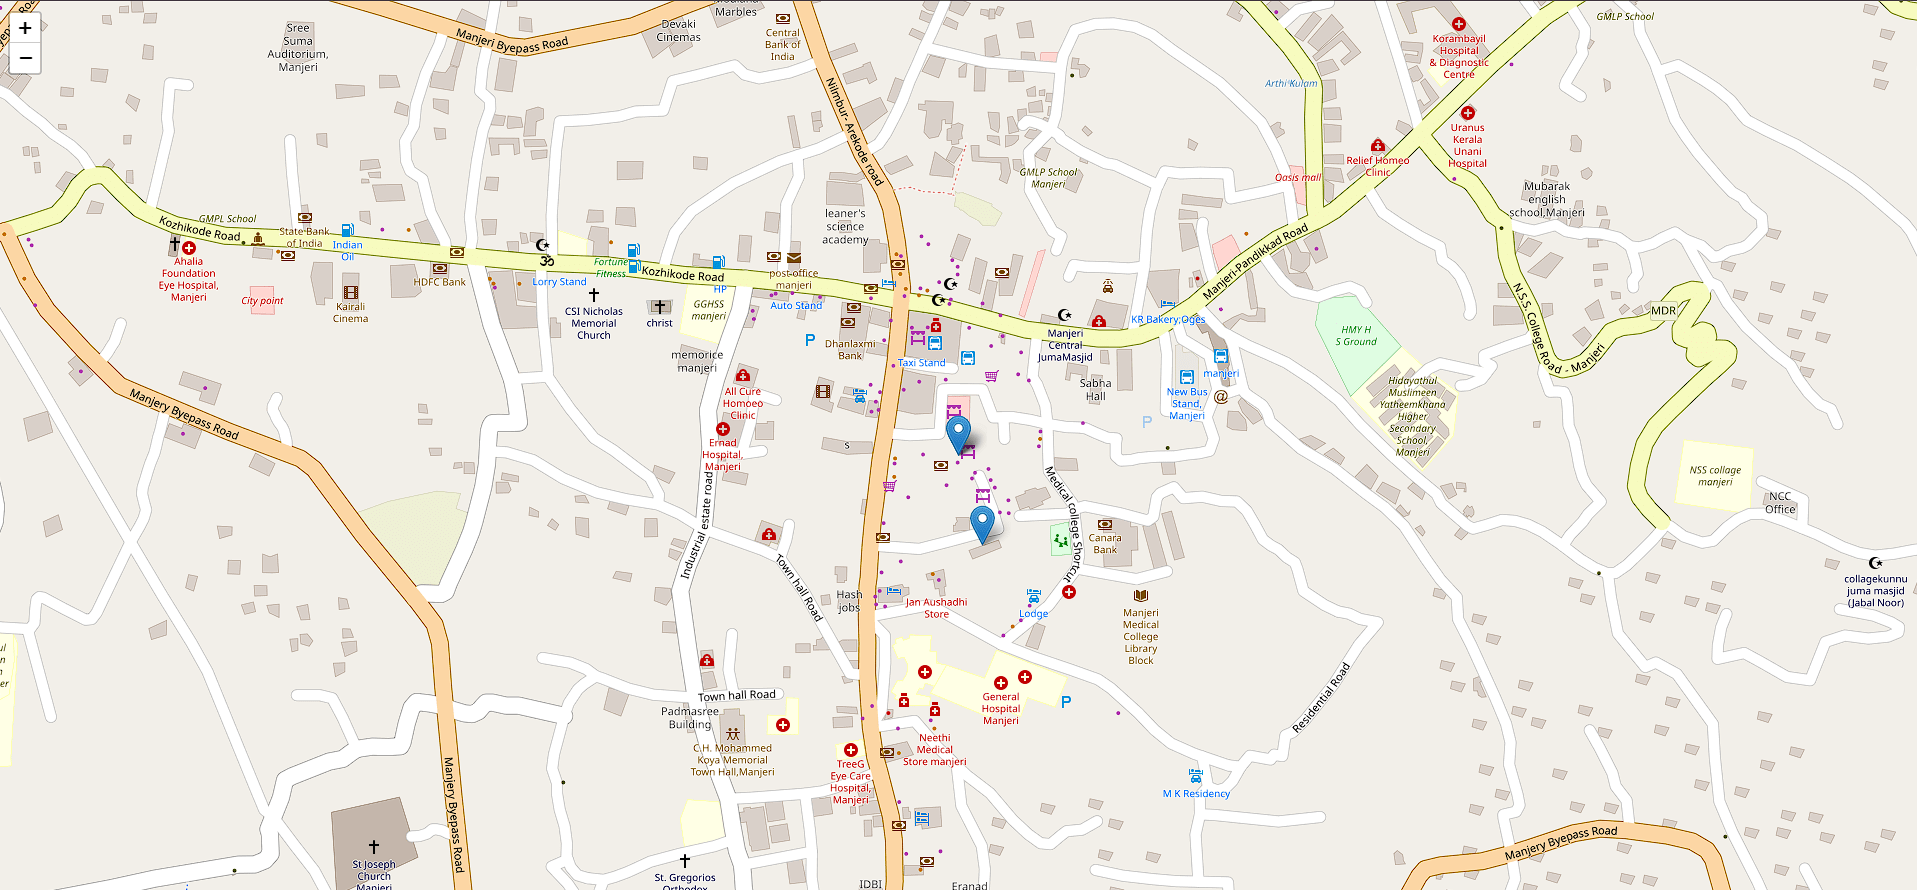 +
−
Sree
Suma
Auditorium,
Manjeri
Manjeri Byepass Road
Devaki
Cinemas
Marbles
Central
Bank of
India
Nilmbur- Arekode road
GMLP School
Korambayil
Hospital
& Diagnostic
Centre
Arthi Kulam
Uranus
Kerala
Unani
Hospital
Relief Homeo
Clinic
Oasis mall
GMLP School
Manjeri
Mubarak
english
school,Manjeri
Kozhikode Road
GMPL School
State Bank
of India
Indian
Oil
Ahalia
Foundation
Eye Hospital,
Manjeri
City point
Kairali
Cinema
HDFC Bank
ॐ
Lorry Stand
Fortune
Fitness
Kozhikode Road
HP
CSI Nicholas
Memorial
Church
christ
GGHSS
manjeri
post-office
manjeri
Auto Stand
leaner's
science
academy
P
Dhanlaxmi
Bank
Taxi Stand
Manjeri
Central
JumaMasjid
Sabha
Hall
KR Bakery;Oges
Manjeri-Pandikkad Road
manjeri
New Bus
Stand,
Manjeri
@
P
HMY H
S Ground
Hidayathul
Muslimeen
Yatheemkhana
Higher
Secondary
School,
Manjeri
N.S.S. College Road - Manjeri
MDR
NSS collage
manjeri
NCC
Office
collagekunnu
juma masjid
(Jabal Noor)
memorice
manjeri
All Cure
Homoeo
Clinic
Ernad
Hospital,
Manjeri
s
Manjery Byepass Road
Industrial estate road
Medical college Shortcut
Canara
Bank
Town hall Road
Hash
jobs
Jan Aushadhi
Store
Lodge
Manjeri
Medical
College
Library
Block
General
Hospital
Manjeri
P
Town hall Road
Padmasree
Building
C.H. Mohammed
Koya Memorial
Town Hall,Manjeri
TreeG
Eye Care
Hospital,
Manjeri
Neethi
Medical
Store manjeri
Residential Road
M K Residency
Manjery Byepass Road
St Joseph
Church
Manjeri
St. Gregorios
Orthodox
IDBI
Eranad
Manjery Byepass Road